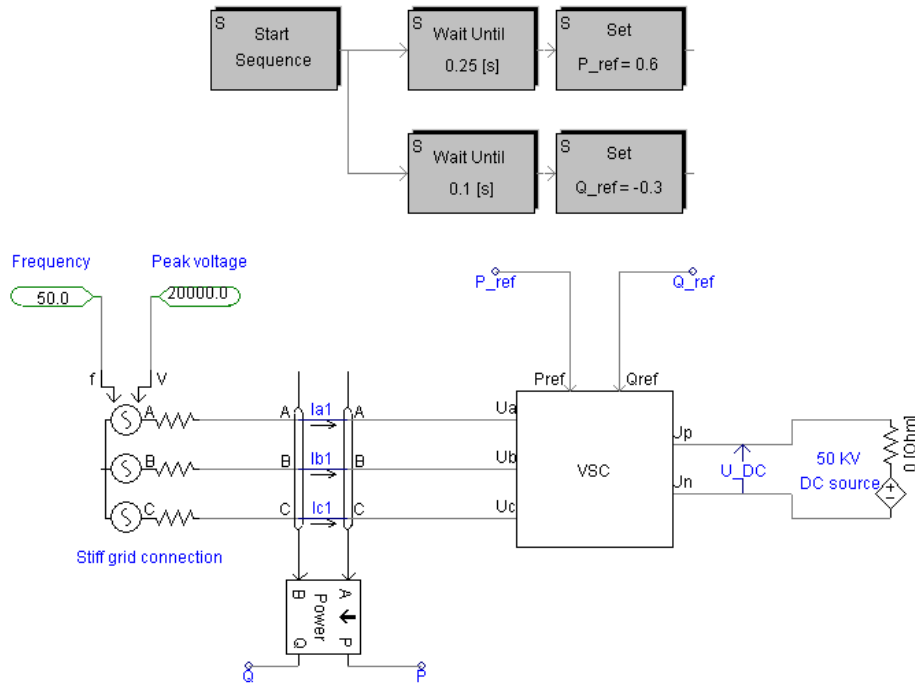 S
Start
Sequence
S
Wait Until
0.25 [s]
S
Set
P_ref = 0.6
S
Wait Until
0.1 [s]
S
Set
Q_ref = -0.3
Frequency
Peak voltage
50.0
20000.0
P_ref
Q_ref
f
V
Pref
Qref
A
A
Ia1
A
Ua
B
B
Ib1
B
Ub
C
C
Ic1
C
Uc
VSC
Up
Un
U_DC
50 KV
DC source
0 [Ohm]
Stiff grid connection
B
A
Power
Q
P
Q
P